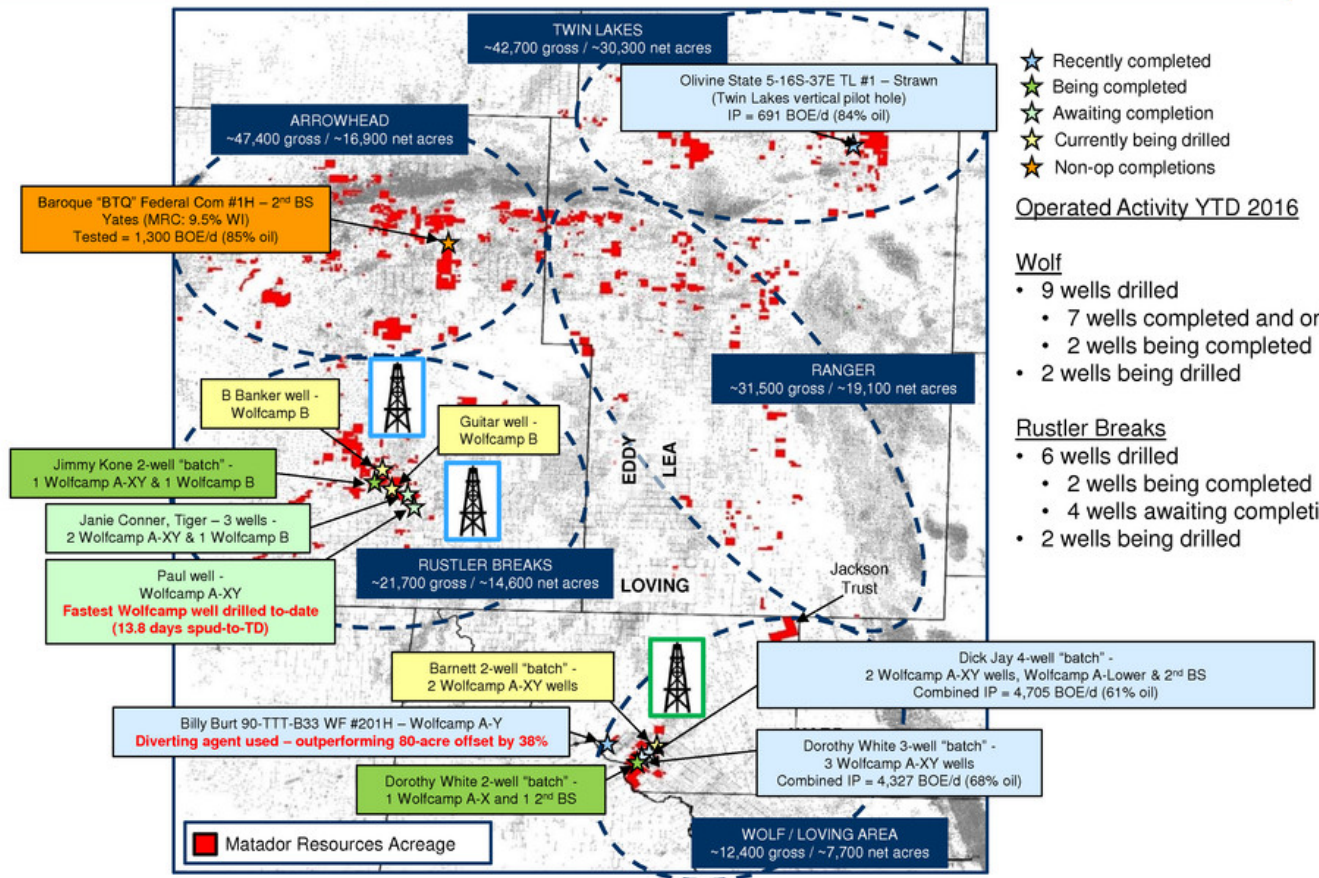 TWIN LAKES
~42,700 gross / ~30,300 net acres
Olivine State 5-16S-37E TL #1 – Strawn
(Twin Lakes vertical pilot hole)
IP = 691 BOE/d (84% oil)
ARROWHEAD
~47,400 gross / ~16,900 net acres
Baroque "BTQ" Federal Com #1H – 2nd BS
Yates (MRC: 9.5% WI)
Tested = 1,300 BOE/d (85% oil)
RANGER
~31,500 gross / ~19,100 net acres
B Banker well -
Wolfcamp B
Guitar well -
Wolfcamp B
EDDY
LEA
Jimmy Kone 2-well "batch" -
1 Wolfcamp A-XY & 1 Wolfcamp B
Janie Conner, Tiger – 3 wells -
2 Wolfcamp A-XY & 1 Wolfcamp B
Paul well -
Wolfcamp A-XY
Fastest Wolfcamp well drilled to-date
(13.8 days spud-to-TD)
RUSTLER BREAKS
~21,700 gross / ~14,600 net acres
LOVING
Jackson
Trust
Barnett 2-well "batch" -
2 Wolfcamp A-XY wells
Dick Jay 4-well "batch" -
2 Wolfcamp A-XY wells, Wolfcamp A-Lower & 2nd BS
Combined IP = 4,705 BOE/d (61% oil)
Billy Burt 90-TTT-B33 WF #201H – Wolfcamp A-Y
Diverting agent used – outperforming 80-acre offset by 38%
Dorothy White 3-well "batch" -
3 Wolfcamp A-XY wells
Combined IP = 4,327 BOE/d (68% oil)
Dorothy White 2-well "batch" -
1 Wolfcamp A-X and 1 2nd BS
WOLF / LOVING AREA
~12,400 gross / ~7,700 net acres
Matador Resources Acreage
Recently completed
Being completed
Awaiting completion
Currently being drilled
Non-op completions
Operated Activity YTD 2016
Wolf
• 9 wells drilled
• 7 wells completed and
• 2 wells being completed
• 2 wells being drilled
Rustler Breaks
• 6 wells drilled
• 2 wells being completed
• 4 wells awaiting completi
• 2 wells being drilled